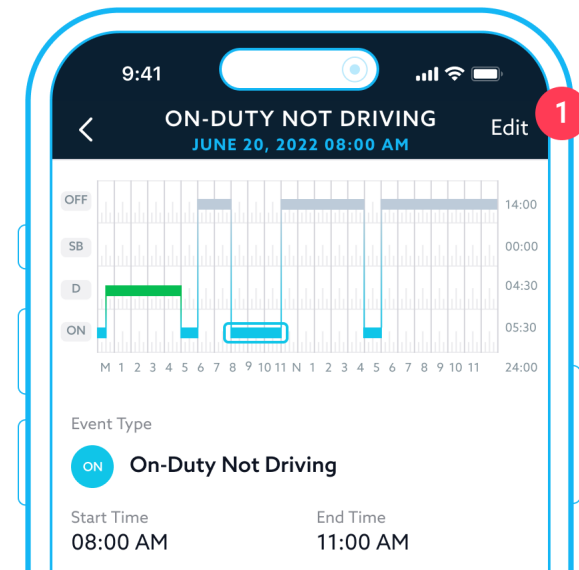 9:41
ON-DUTY NOT DRIVING
JUNE 20, 2022 08:00 AM
Edit
1
OFF 14:00
SB 00:00
D 04:30
ON 05:30
M 1 2 3 4 5 6 7 8 9 10 11 N 1 2 3 4 5 6 7 8 9 10 11 24:00
Event Type
ON On-Duty Not Driving
Start Time End Time
08:00 AM 11:00 AM